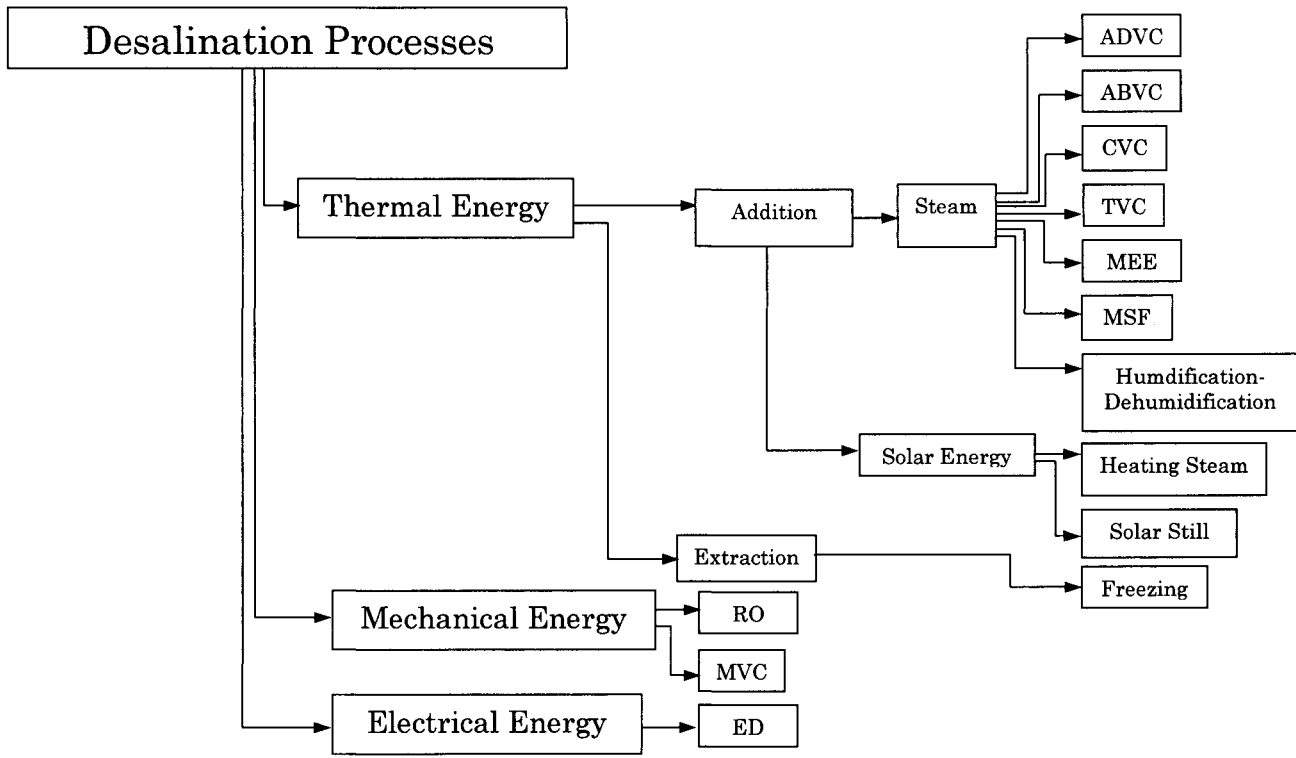 Desalination Processes
ADVC
ABVC
CVC
TVC
MEE
MSF
Humdification-
Dehumidification
Thermal Energy
Addition
Steam
Solar Energy
Heating Steam
Solar Still
Extraction
Freezing
Mechanical Energy
RO
MVC
Electrical Energy
ED